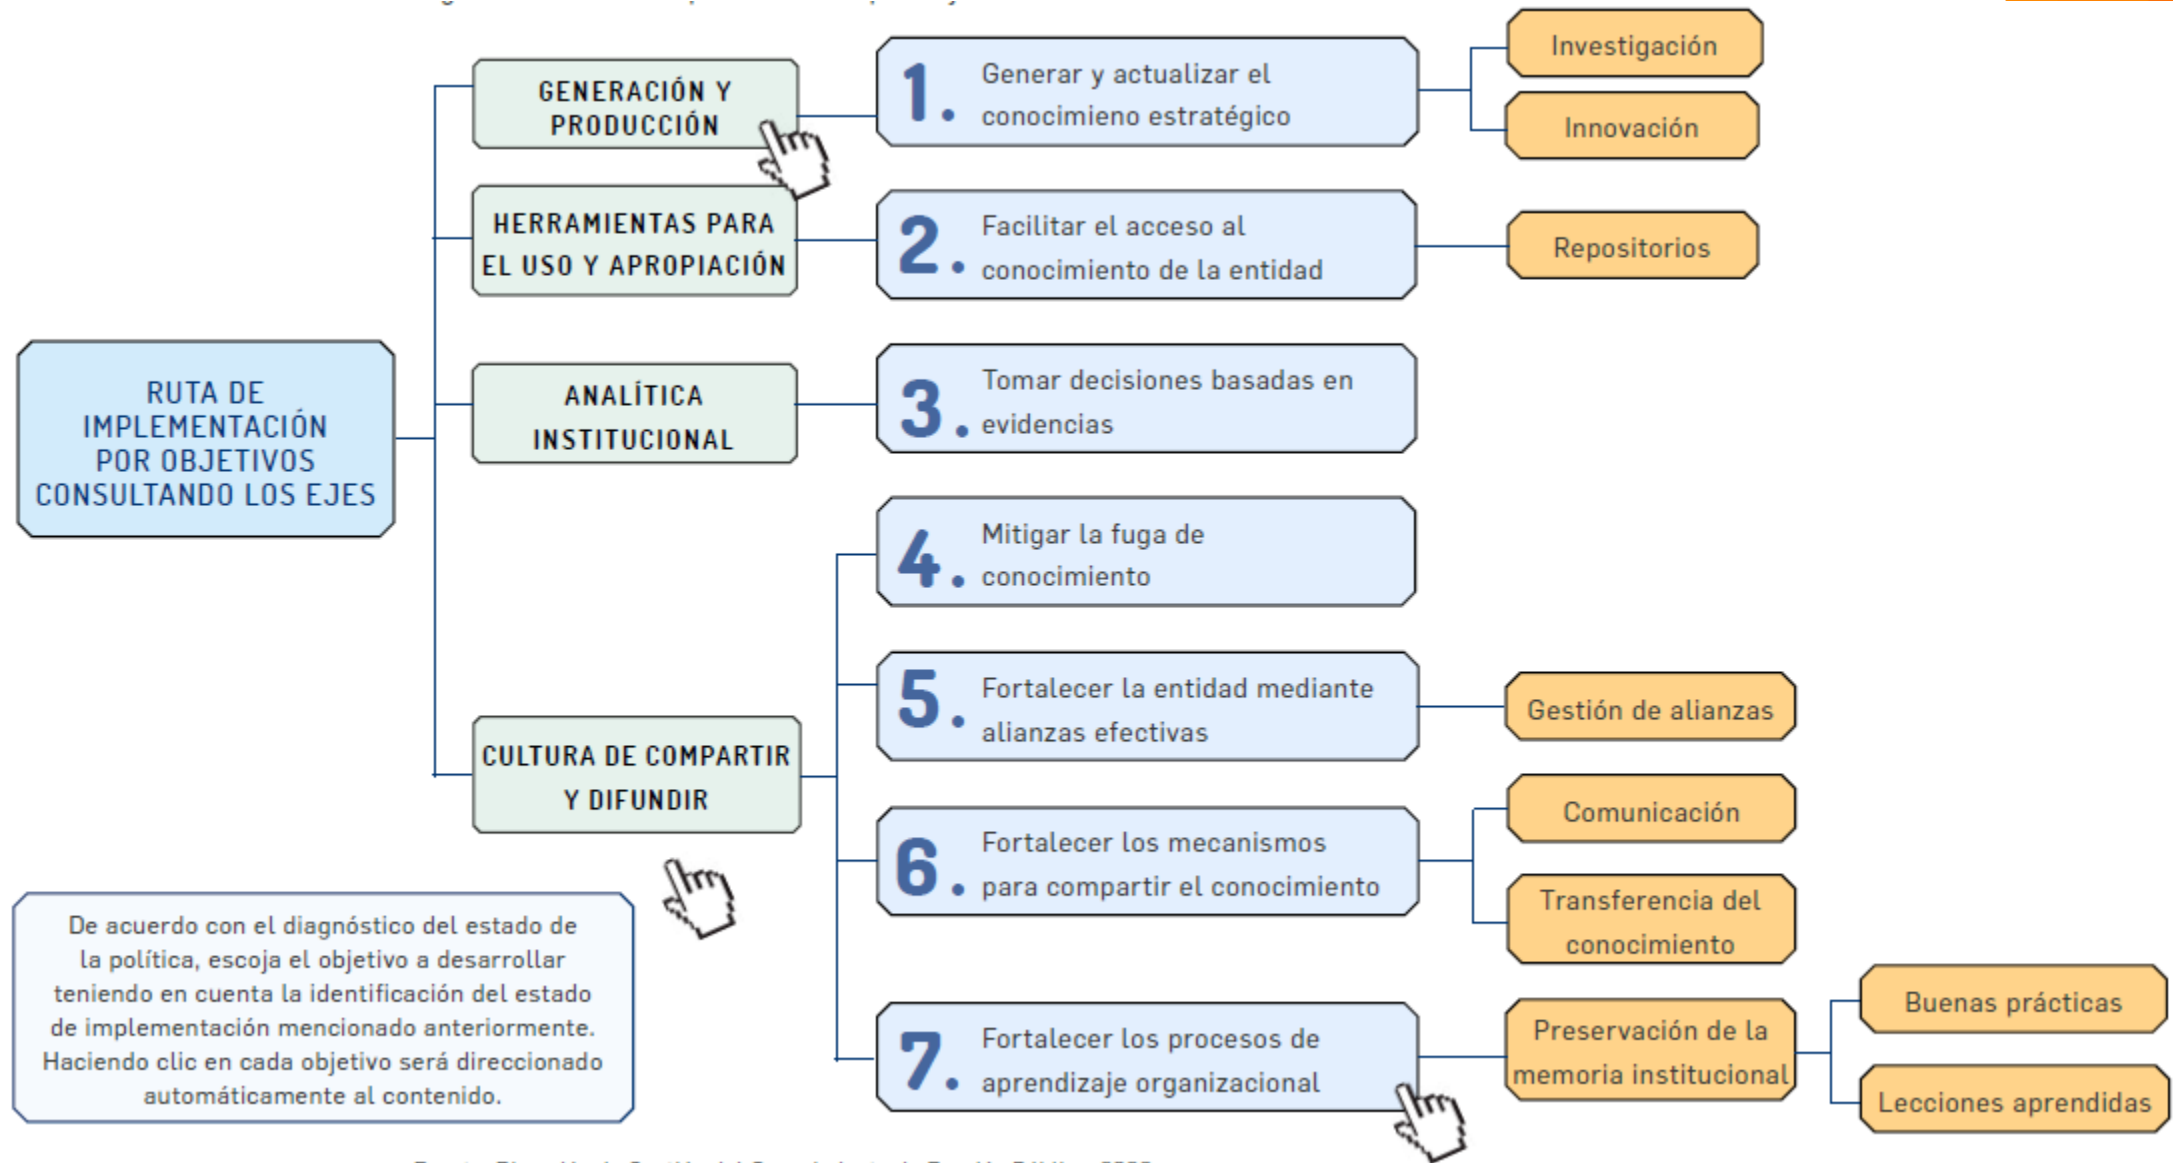 RUTA DE
IMPLEMENTACIÓN
POR OBJETIVOS
CONSULTANDO LOS EJES
GENERACIÓN Y
PRODUCCIÓN
1. Generar y actualizar el
conocimieno estratégico
Investigación
Innovación
HERRAMIENTAS PARA
EL USO Y APROPIACIÓN
2. Facilitar el acceso al
conocimiento de la entidad
Repositorios
ANALÍTICA
INSTITUCIONAL
3. Tomar decisiones basadas en
evidencias
CULTURA DE COMPARTIR
Y DIFUNDIR
4. Mitigar la fuga de
conocimiento
5. Fortalecer la entidad mediante
alianzas efectivas
Gestión de alianzas
6. Fortalecer los mecanismos
para compartir el conocimiento
Comunicación
Transferencia del
conocimiento
7. Fortalecer los procesos de
aprendizaje organizacional
Preservación de la
memoria institucional
Buenas prácticas
Lecciones aprendidas
De acuerdo con el diagnóstico del estado de
la política, escoja el objetivo a desarrollar
teniendo en cuenta la identificación del estado
de implementación mencionado anteriormente.
Haciendo clic en cada objetivo será direccionado
automáticamente al contenido.